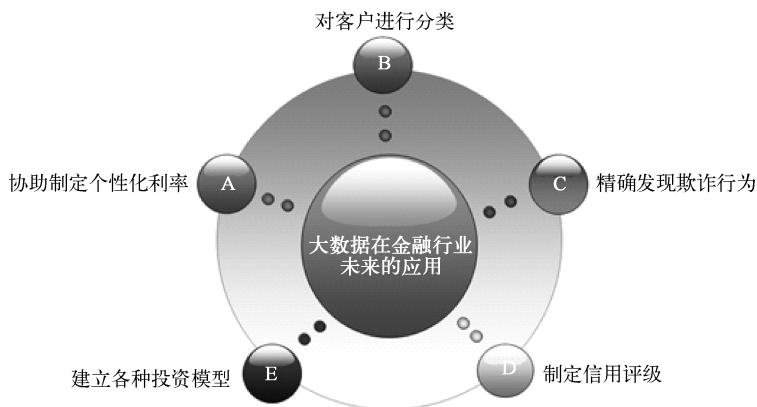 对客户进行分类
B
协助制定个性化利率
A
C
精确发现欺诈行为
大数据在金融行业
未来的应用
建立各种投资模型
E
D
制定信用评级